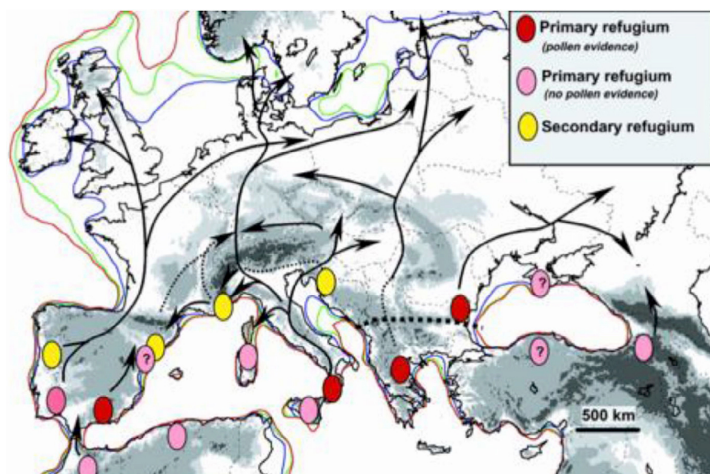 Primary refugium
(pollen evidence)
Primary refugium
(no pollen evidence)
Secondary refugium
?
?
?
500 km